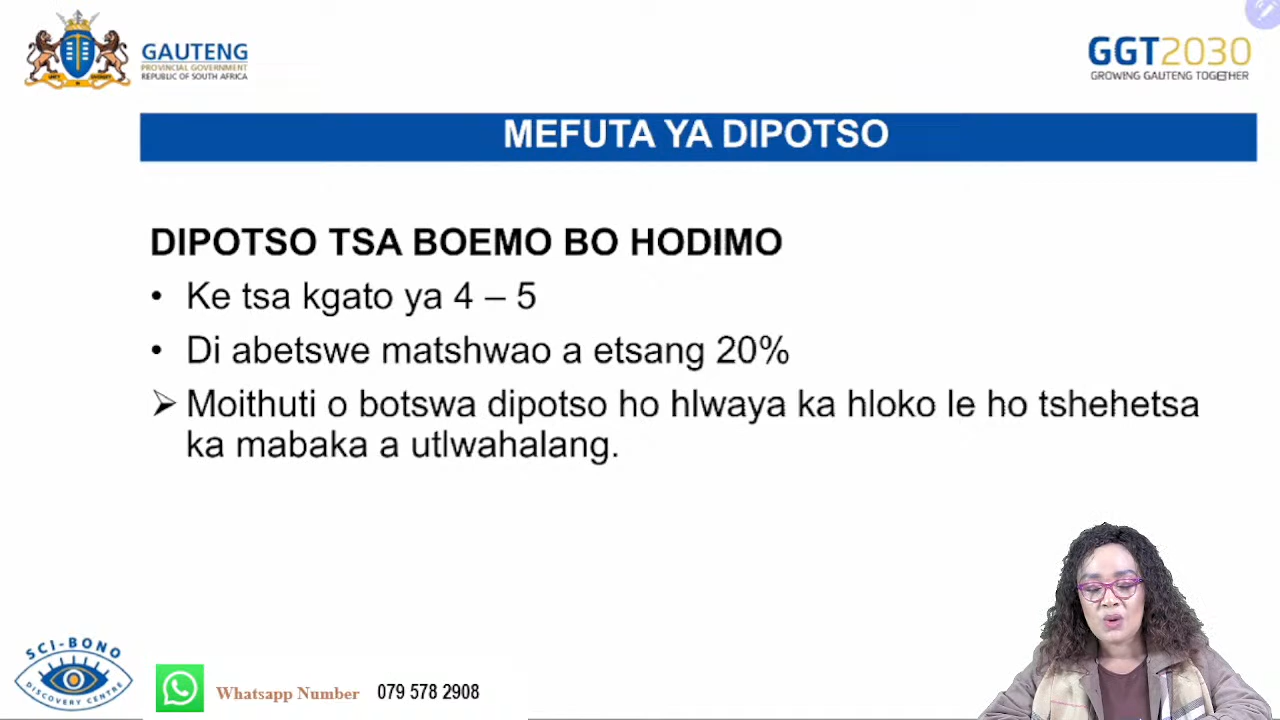 GAUTENG
PROVINCIAL GOVERNMENT
REPUBLIC OF SOUTH AFRICA
GGT2030
GROWING GAUTENG TOGETHER
MEFUTA YA DIPOTSO
DIPOTSO TSA BOEMO BO HODIMO
• Ke tsa kgato ya 4 – 5
• Di abetswe matshwao a etsang 20%
➢ Moithuti o botswa dipotso ho hlwaya ka hloko le ho tshehetsa
ka mabaka a utlwahalang.
SCI-BONO
DISCOVERY CENTRE
Whatsapp Number 079 578 2908